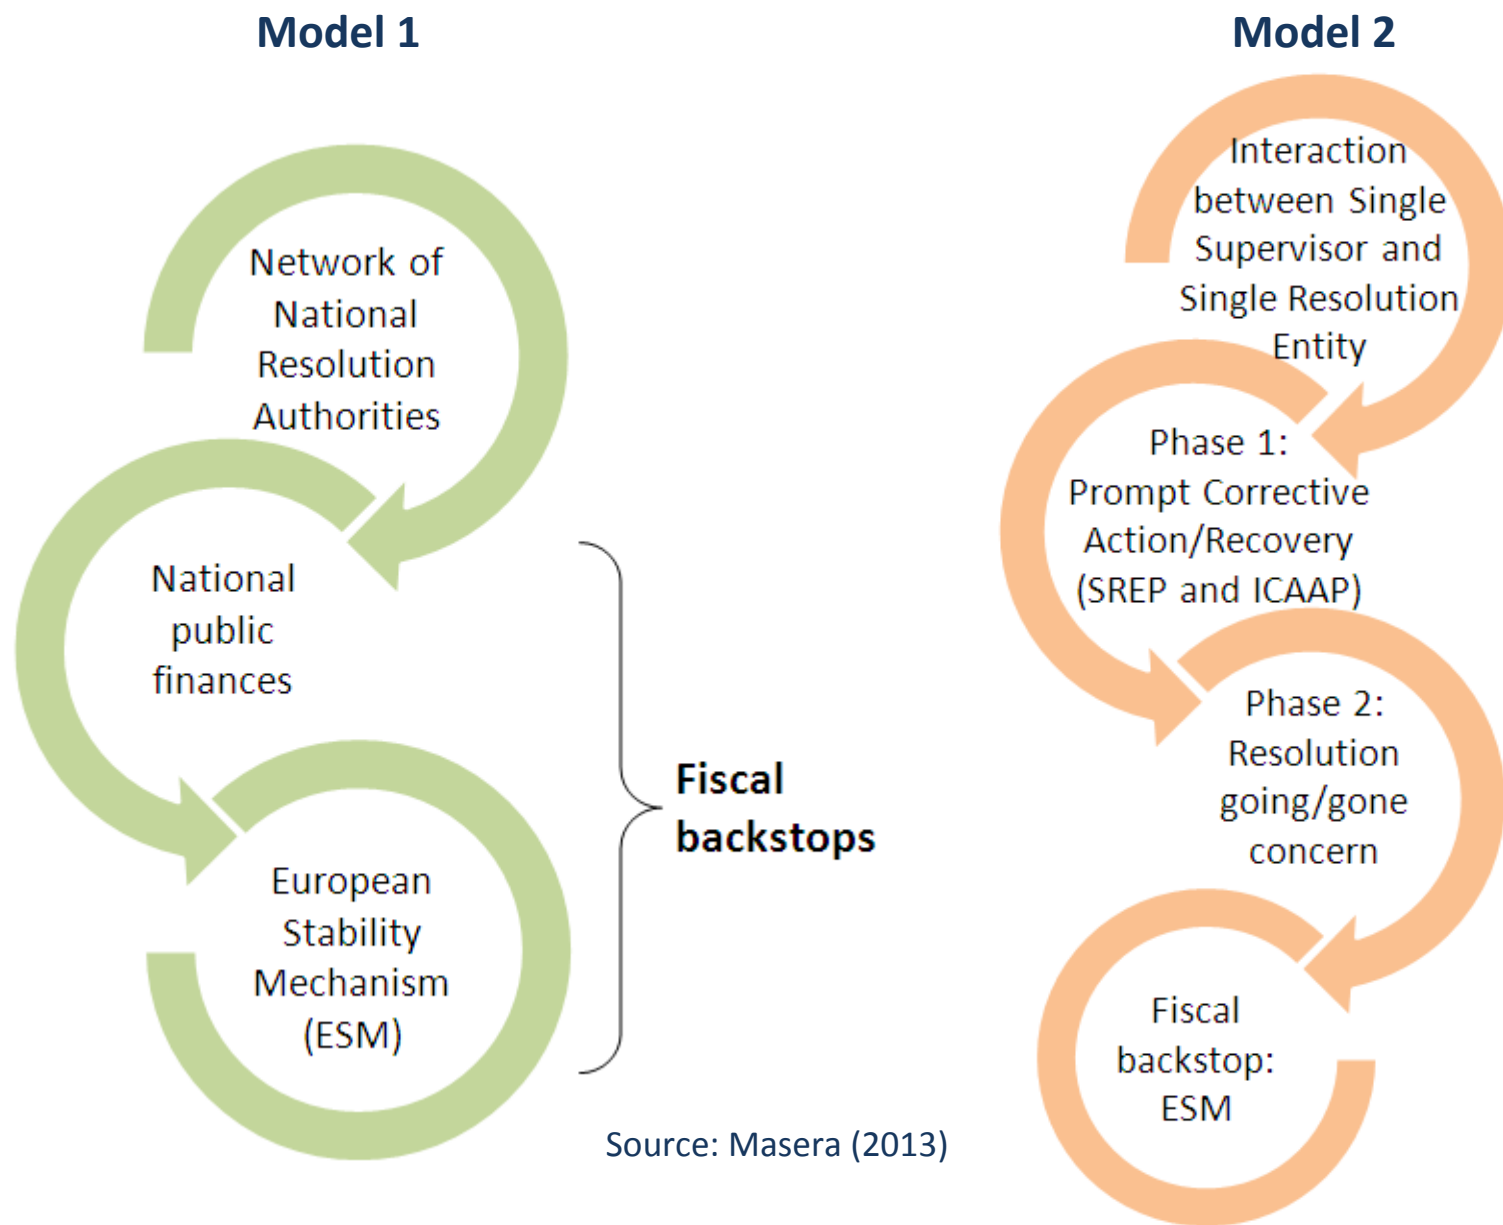 Model 1
Network of
National
Resolution
Authorities
National
public
finances
European
Stability
Mechanism
(ESM)
Fiscal
backstops
Model 2
Interaction
between Single
Supervisor and
Single Resolution
Entity
Phase 1:
Prompt Corrective
Action/Recovery
(SREP and ICAAP)
Phase 2:
Resolution
going/gone
concern
Fiscal
backstop:
ESM
Source: Masera (2013)